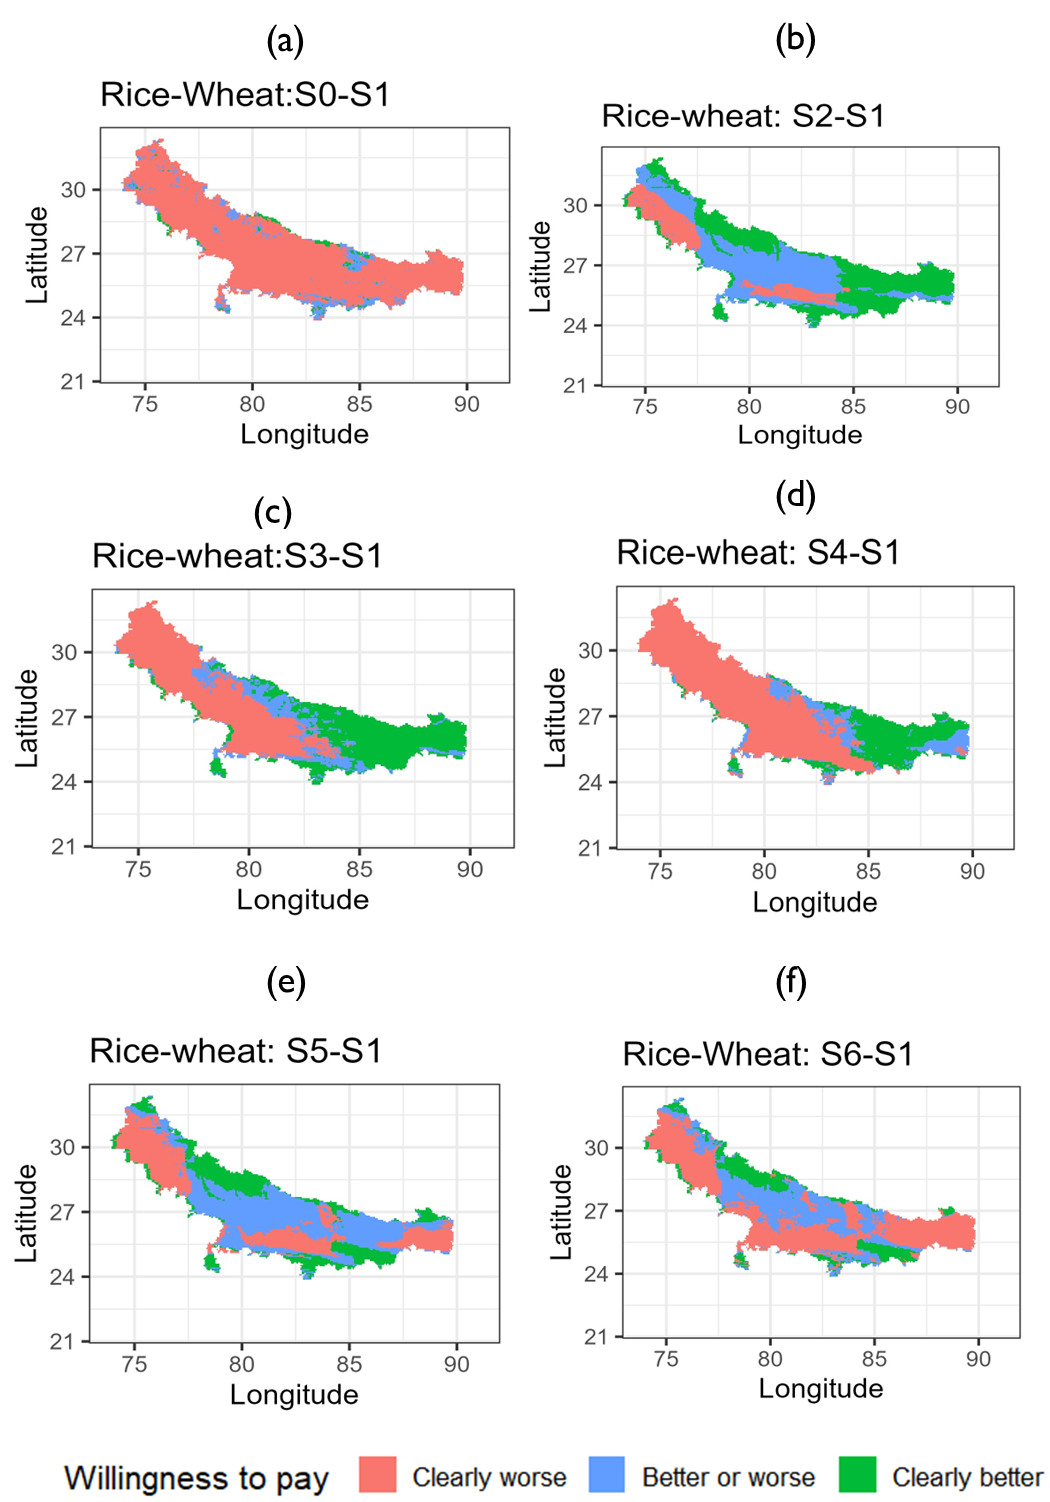 (a)
Rice-Wheat:S0-S1
30
27
24
21
75 80 85 90
Latitude
Longitude
(b)
Rice-wheat: S2-S1
30
27
24
21
75 80 85 90
Latitude
Longitude
(c)
Rice-wheat:S3-S1
30
27
24
21
75 80 85 90
Latitude
Longitude
(d)
Rice-wheat: S4-S1
30
27
24
21
75 80 85 90
Latitude
Longitude
(e)
Rice-wheat: S5-S1
30
27
24
21
75 80 85 90
Latitude
Longitude
(f)
Rice-Wheat: S6-S1
30
27
24
21
75 80 85 90
Latitude
Longitude
Willingness to pay Clearly worse Better or worse Clearly better